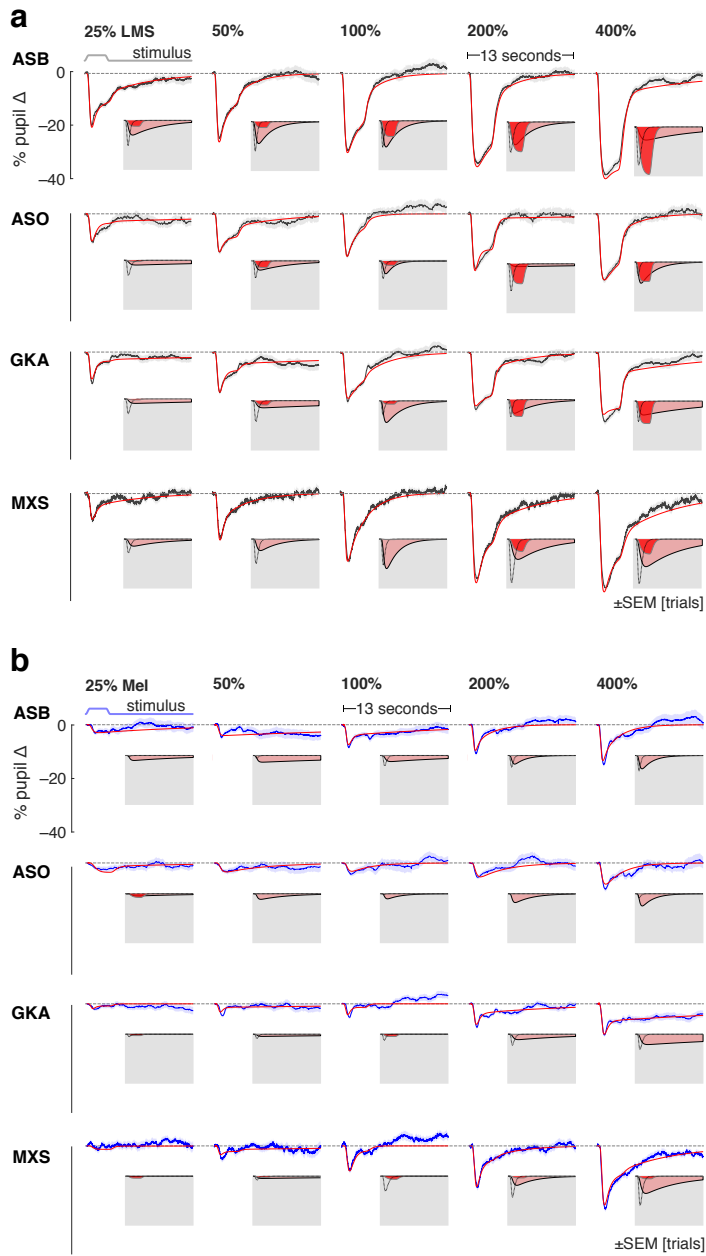 a
25% LMS 50% 100% 200% 400%
stimulus
13 seconds
ASB
0
% pupil Δ
−20
−40
ASO
GKA
MXS
±SEM [trials]
b
25% Mel 50% 100% 200% 400%
stimulus
13 seconds
ASB
0
% pupil Δ
−20
−40
ASO
GKA
MXS
±SEM [trials]